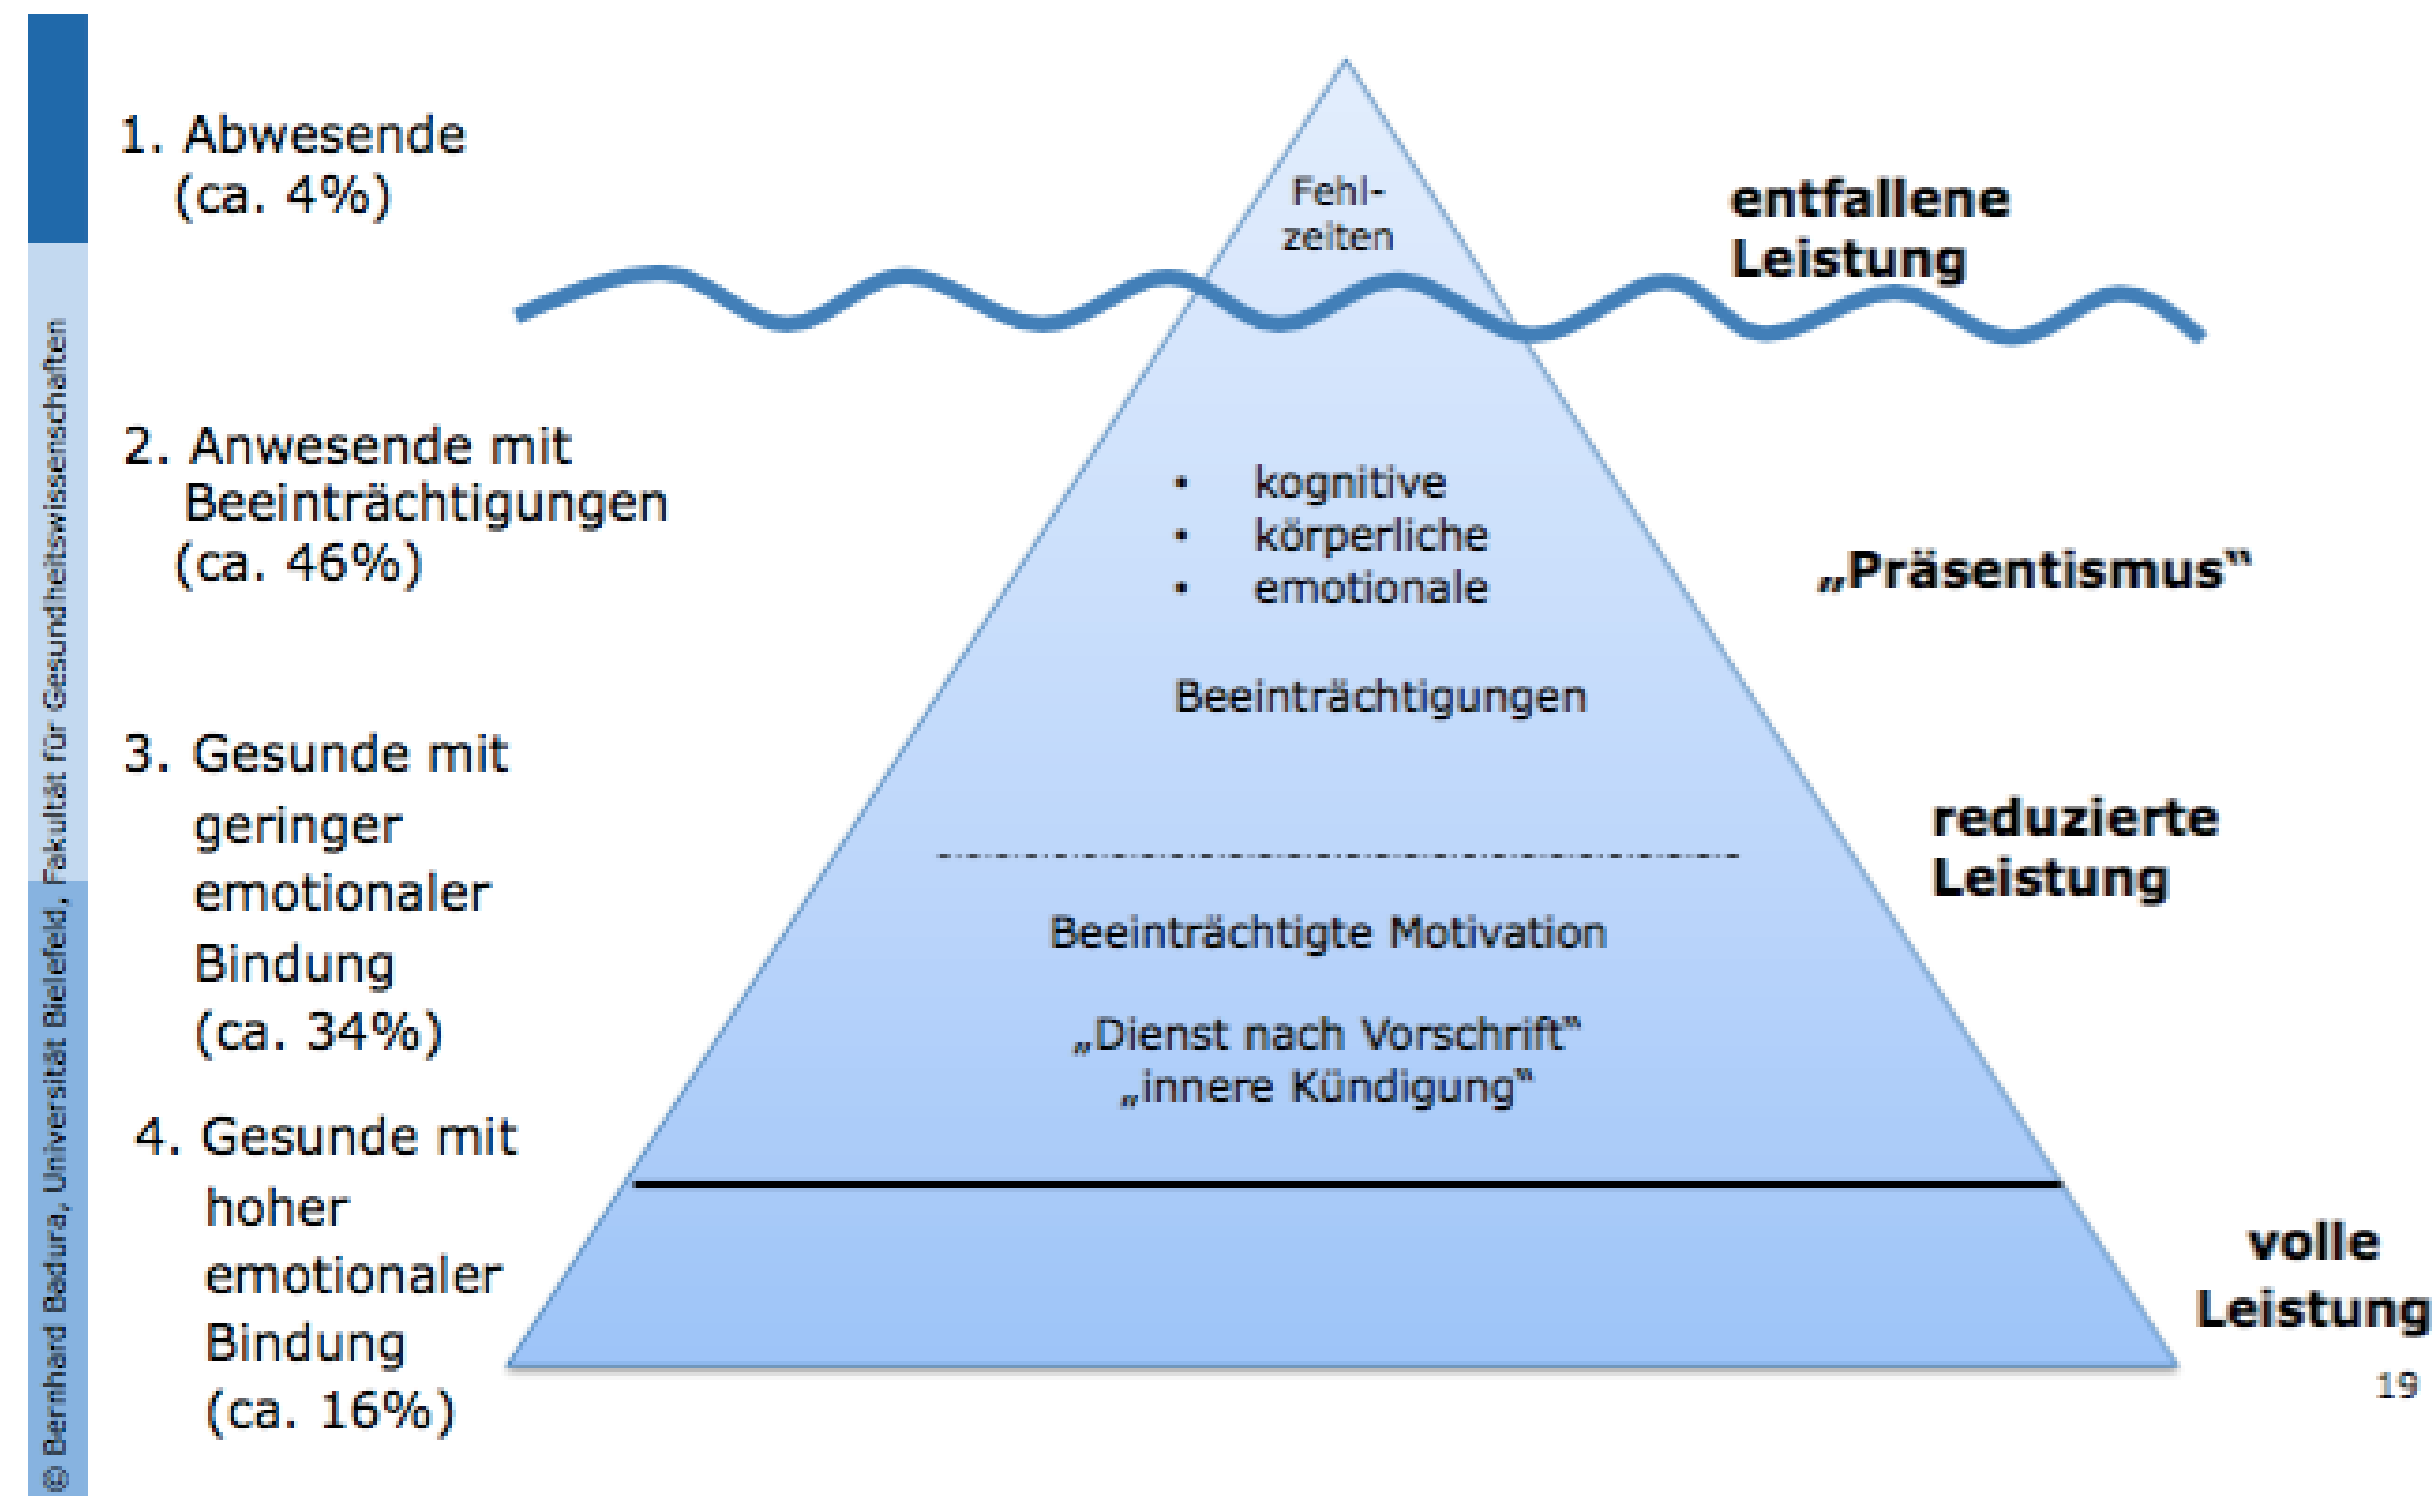 1. Abwesende
(ca. 4%)
Fehl-
zeiten
entfallene
Leistung
2. Anwesende mit
Beeinträchtigungen
(ca. 46%)
• kognitive
• körperliche
• emotionale
Beeinträchtigungen
„Präsentismus“
3. Gesunde mit
geringer
emotionaler
Bindung
(ca. 34%)
reduzierte
Leistung
Beeinträchtigte Motivation
„Dienst nach Vorschrift“
„innere Kündigung“
4. Gesunde mit
hoher
emotionaler
Bindung
(ca. 16%)
volle
Leistung
19
© Bernhard Badura, Universität Bielefeld, Fakultät für Gesundheitswissenschaften